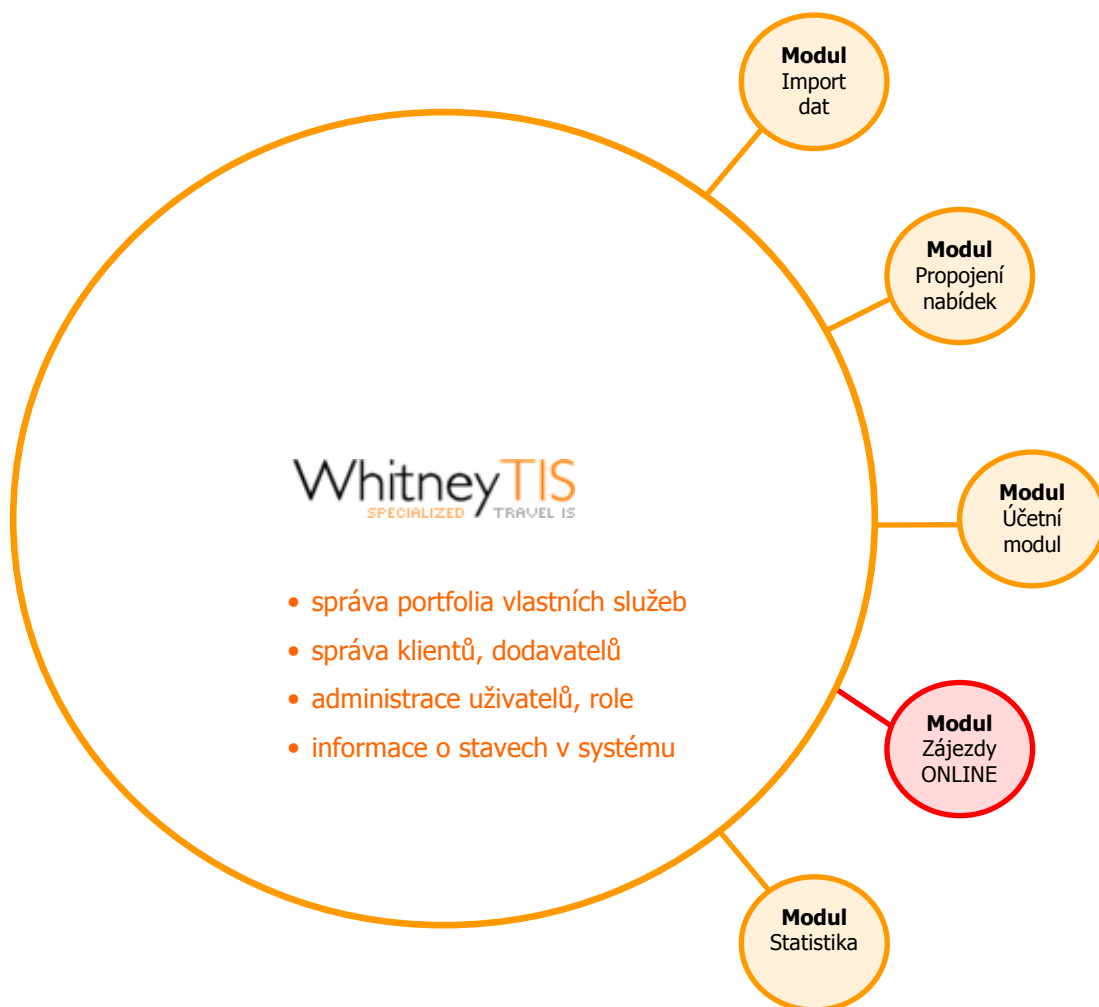 Modul
Import
dat
Modul
Propojení
nabídek
WhitneyTIS
SPECIALIZED TRAVEL IS
Modul
Účetní
modul
• správa portfolia vlastních služeb
• správa klientů, dodavatelů
• administrace uživatelů, role
• informace o stavech v systému
Modul
Zájezdy
ONLINE
Modul
Statistika